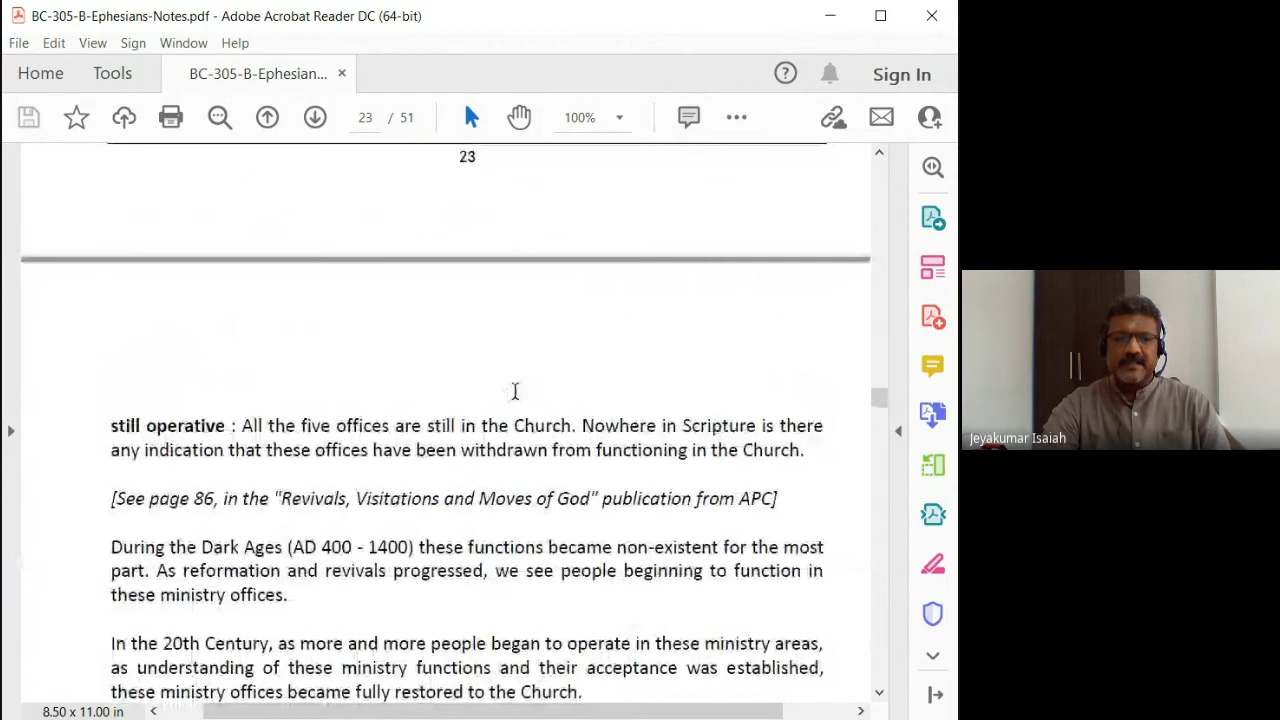 BC-305-B-Ephesians-Notes.pdf - Adobe Acrobat Reader DC (64-bit)
File Edit View Sign Window Help
Home Tools BC-305-B-Ephesian... × Sign In
23 / 51 100%
23
still operative : All the five offices are still in the Church. Nowhere in Scripture is there
any indication that these offices have been withdrawn from functioning in the Church.
[See page 86, in the "Revivals, Visitations and Moves of God" publication from APC]
During the Dark Ages (AD 400 - 1400) these functions became non-existent for the most
part. As reformation and revivals progressed, we see people beginning to function in
these ministry offices.
In the 20th Century, as more and more people began to operate in these ministry areas,
as understanding of these ministry functions and their acceptance was established,
these ministry offices became fully restored to the Church.
8.50 x 11.00 in
Jeyakumar Isaiah